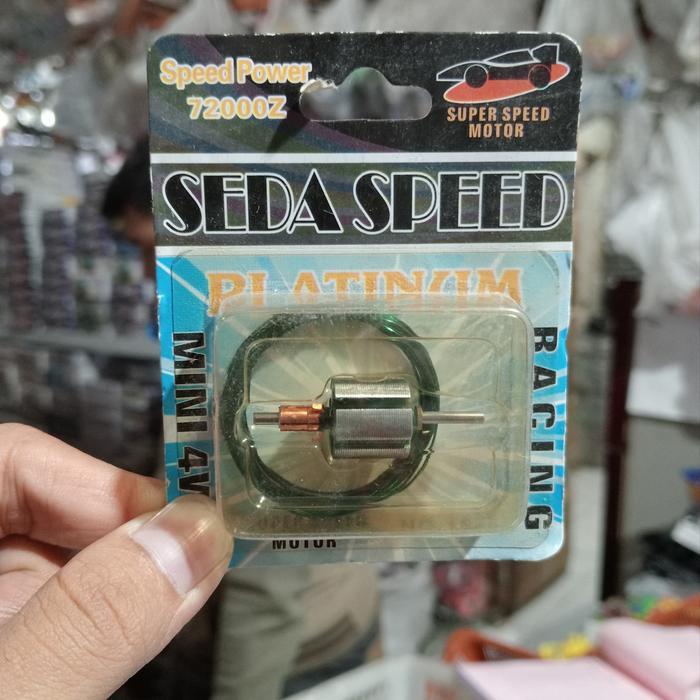 Speed Power
72000Z
SUPER SPEED
MOTOR
SEDA SPEED
PLATINUM
MINI 4W
RACING
MOTOR